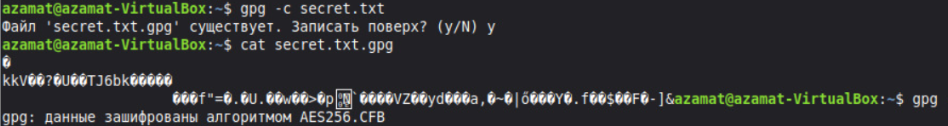 azamat@azamat-VirtualBox:~$ gpg -c secret.txt
Файл 'secret.txt.gpg' существует. Записать поверх? (y/N) y
azamat@azamat-VirtualBox:~$ cat secret.txt.gpg
�
kkV��?�U��TJ6bk�����
���f"=�.�U.��w��>�p N`����VZ��yd���a,�~�|ő���Y�.f��$��F�-]&azamat@azamat-VirtualBox:~$ gpg
gpg: данные зашифрованы алгоритмом AES256.CFB